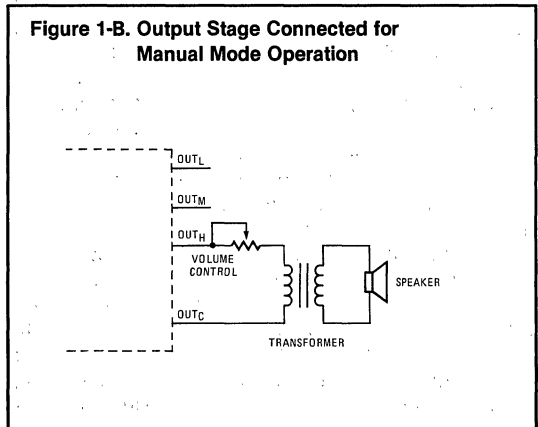 Figure 1-B. Output Stage Connected for
Manual Mode Operation
OUTL
OUTM
OUTH
VOLUME
CONTROL
SPEAKER
OUTC
TRANSFORMER